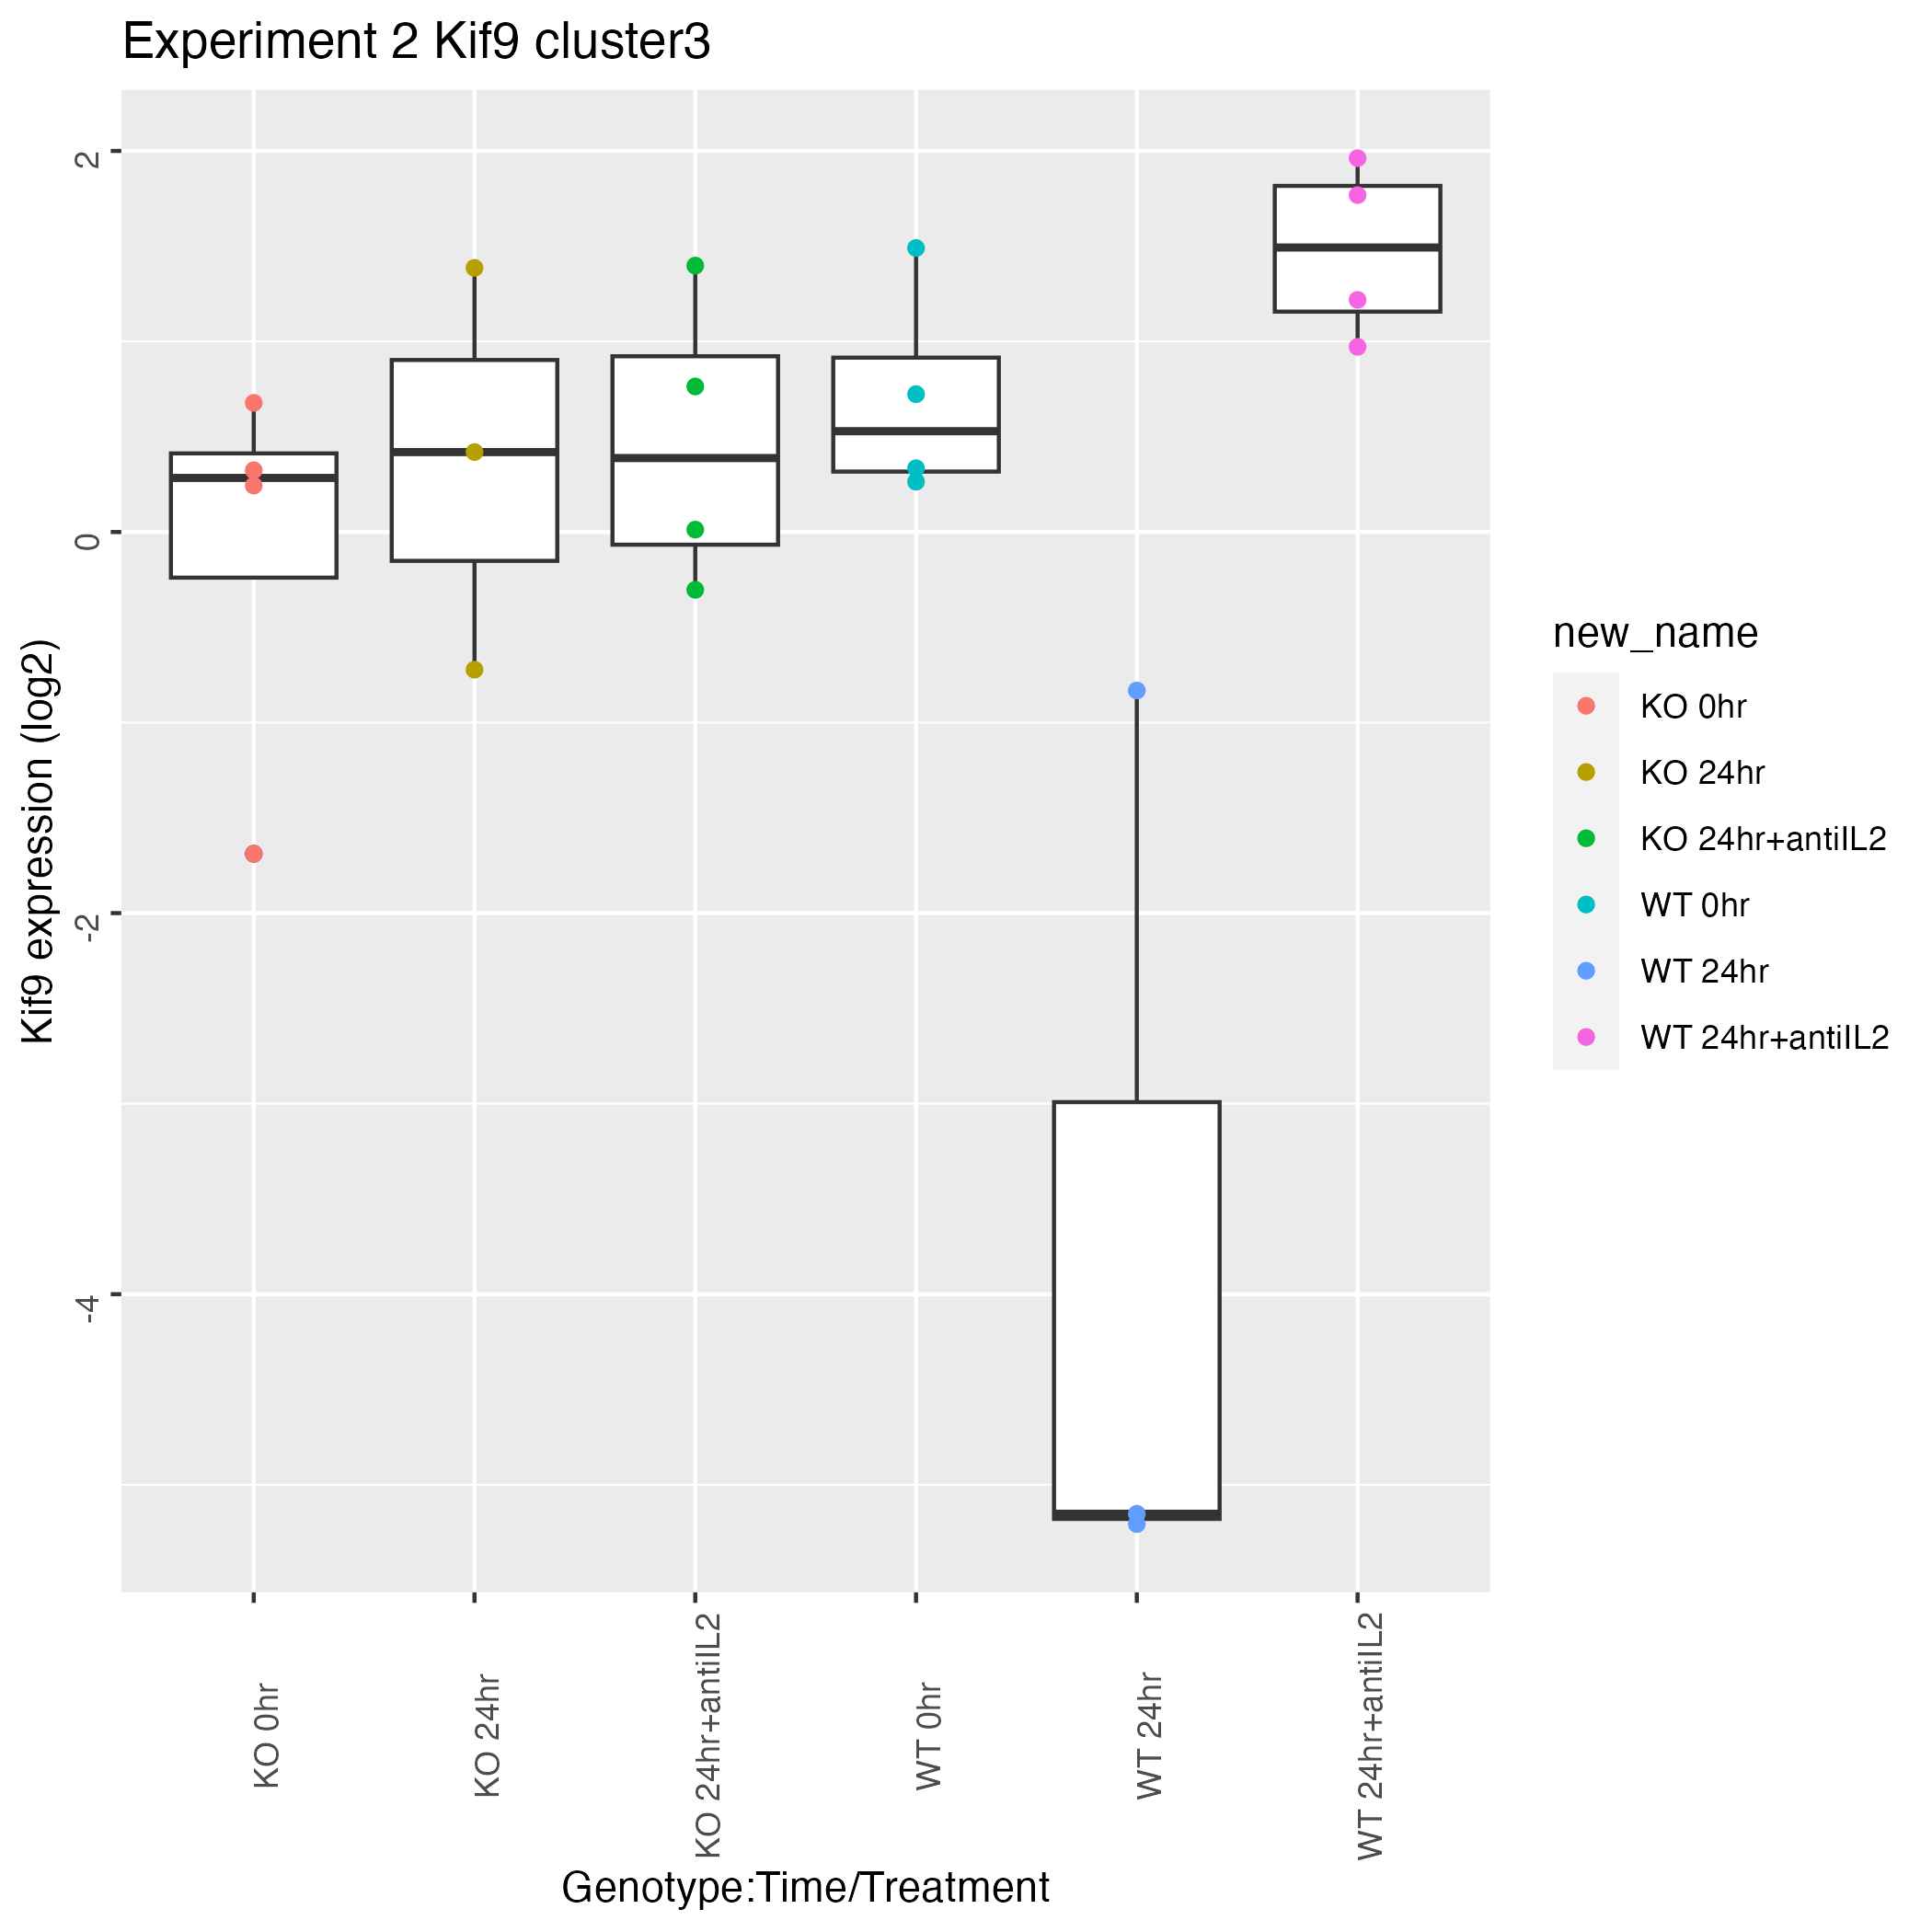 Experiment 2 Kif9 cluster3
Kif9 expression (log2)
2
0
-2
-4
KO 0hr
KO 24hr
KO 24hr+antiIL2
WT 0hr
WT 24hr
WT 24hr+antiIL2
Genotype:Time/Treatment
new_name
KO 0hr
KO 24hr
KO 24hr+antiIL2
WT 0hr
WT 24hr
WT 24hr+antiIL2